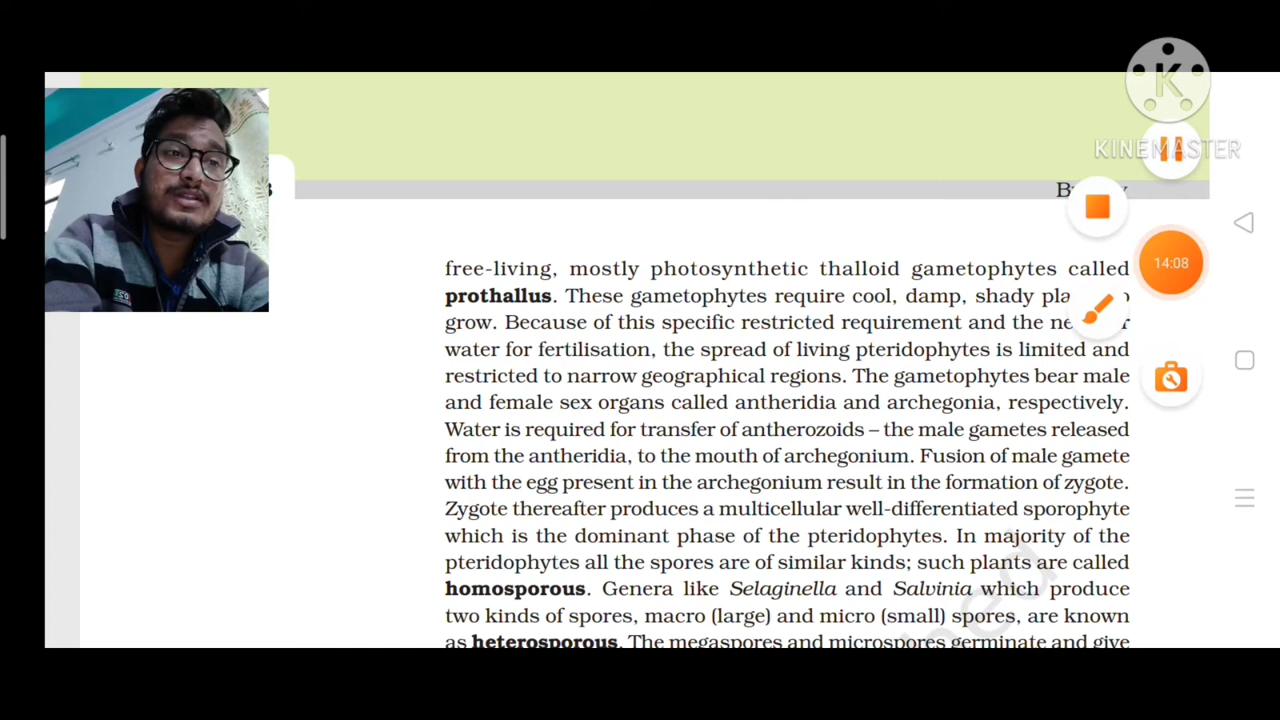 KINEMASTER
14:08
free-living, mostly photosynthetic thalloid gametophytes called
prothallus. These gametophytes require cool, damp, shady
grow. Because of this specific restricted requirement and the
water for fertilisation, the spread of living pteridophytes is limited and
restricted to narrow geographical regions. The gametophytes bear male
and female sex organs called antheridia and archegonia, respectively.
Water is required for transfer of antherozoids – the male gametes released
from the antheridia, to the mouth of archegonium. Fusion of male gamete
with the egg present in the archegonium result in the formation of zygote.
Zygote thereafter produces a multicellular well-differentiated sporophyte
which is the dominant phase of the pteridophytes. In majority of the
pteridophytes all the spores are of similar kinds; such plants are called
homosporous. Genera like Selaginella and Salvinia which produce
two kinds of spores, macro (large) and micro (small) spores, are known
as heterosporous. The megaspores and microspores germinate and give